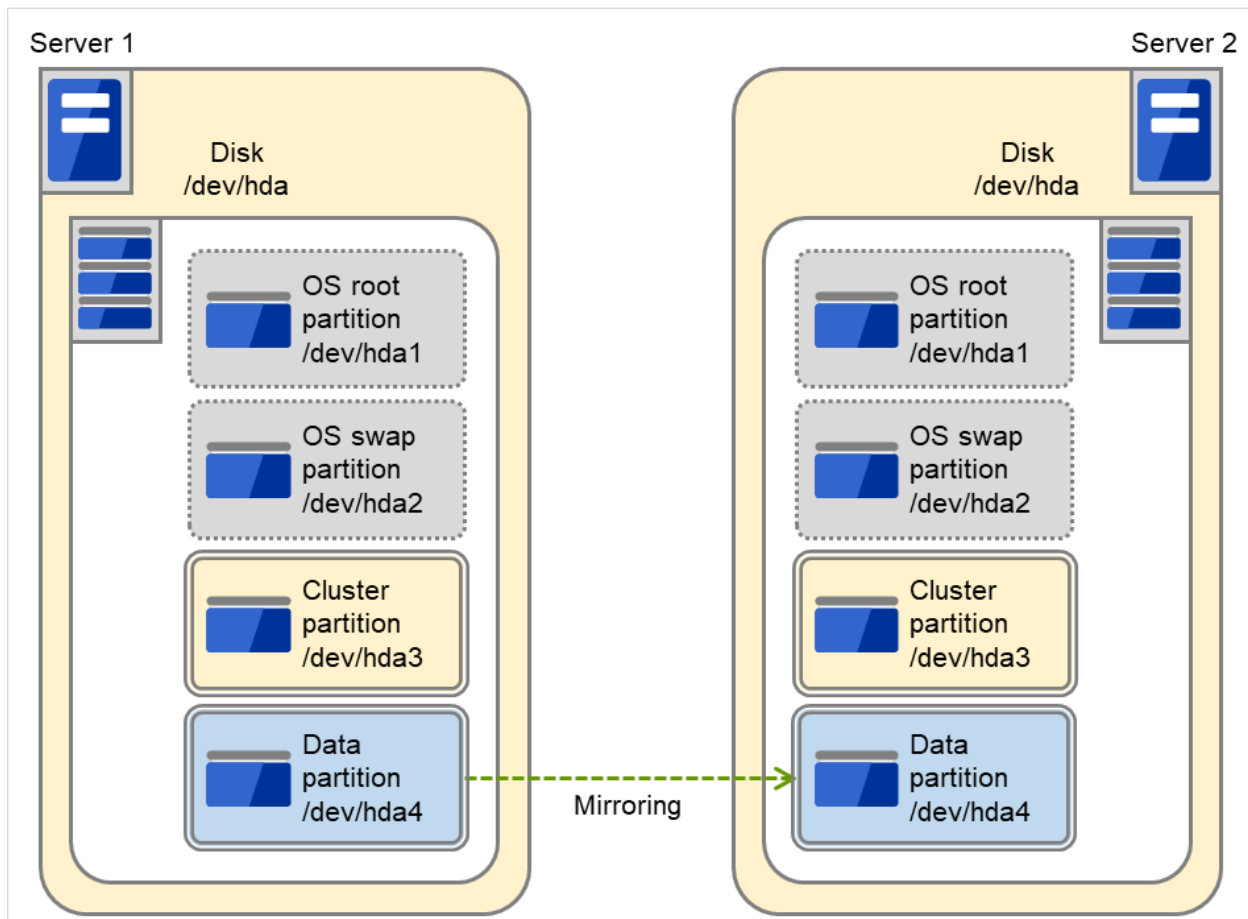 Server 1
Disk
/dev/hda
OS root
partition
/dev/hda1
OS swap
partition
/dev/hda2
Cluster
partition
/dev/hda3
Data
partition
/dev/hda4
Mirroring
Server 2
Disk
/dev/hda
OS root
partition
/dev/hda1
OS swap
partition
/dev/hda2
Cluster
partition
/dev/hda3
Data
partition
/dev/hda4